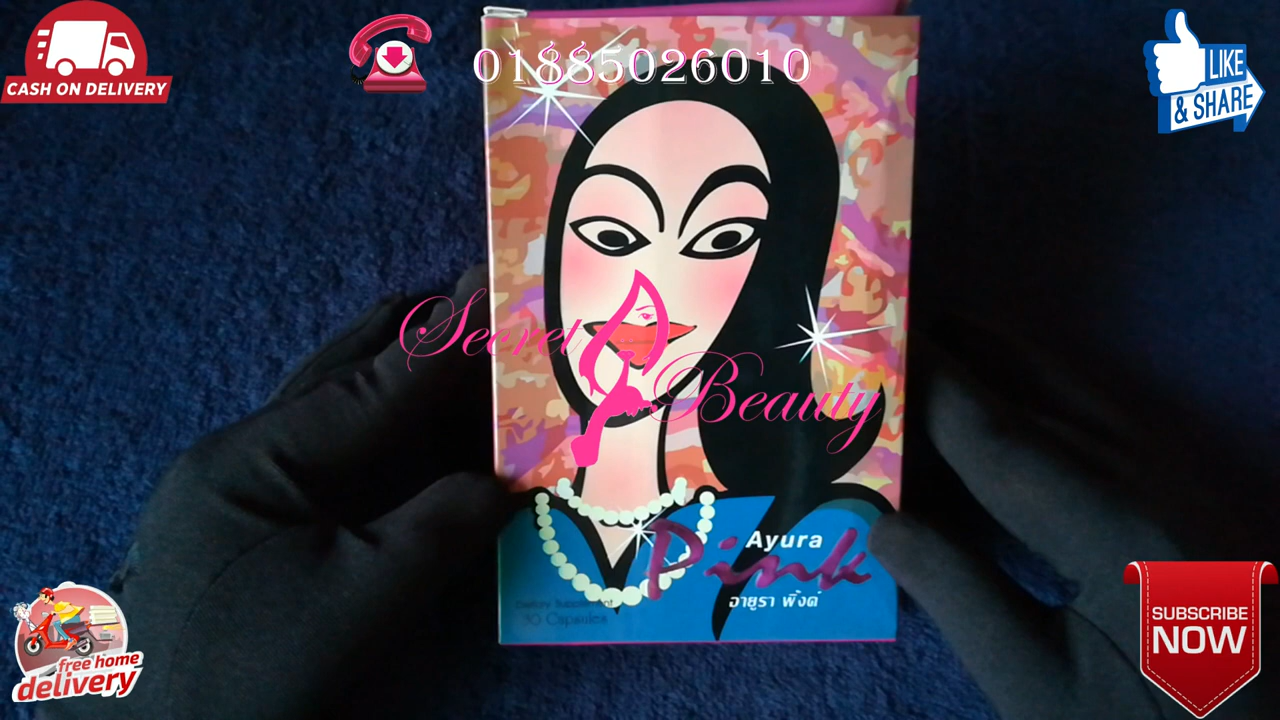 CASH ON DELIVERY
01885026010
LIKE
& SHARE
Secret
Beauty
Ayura
Pink
อายุรา พิ้งค์
Dietary Supplement
30 Capsules
free home
delivery
SUBSCRIBE
NOW